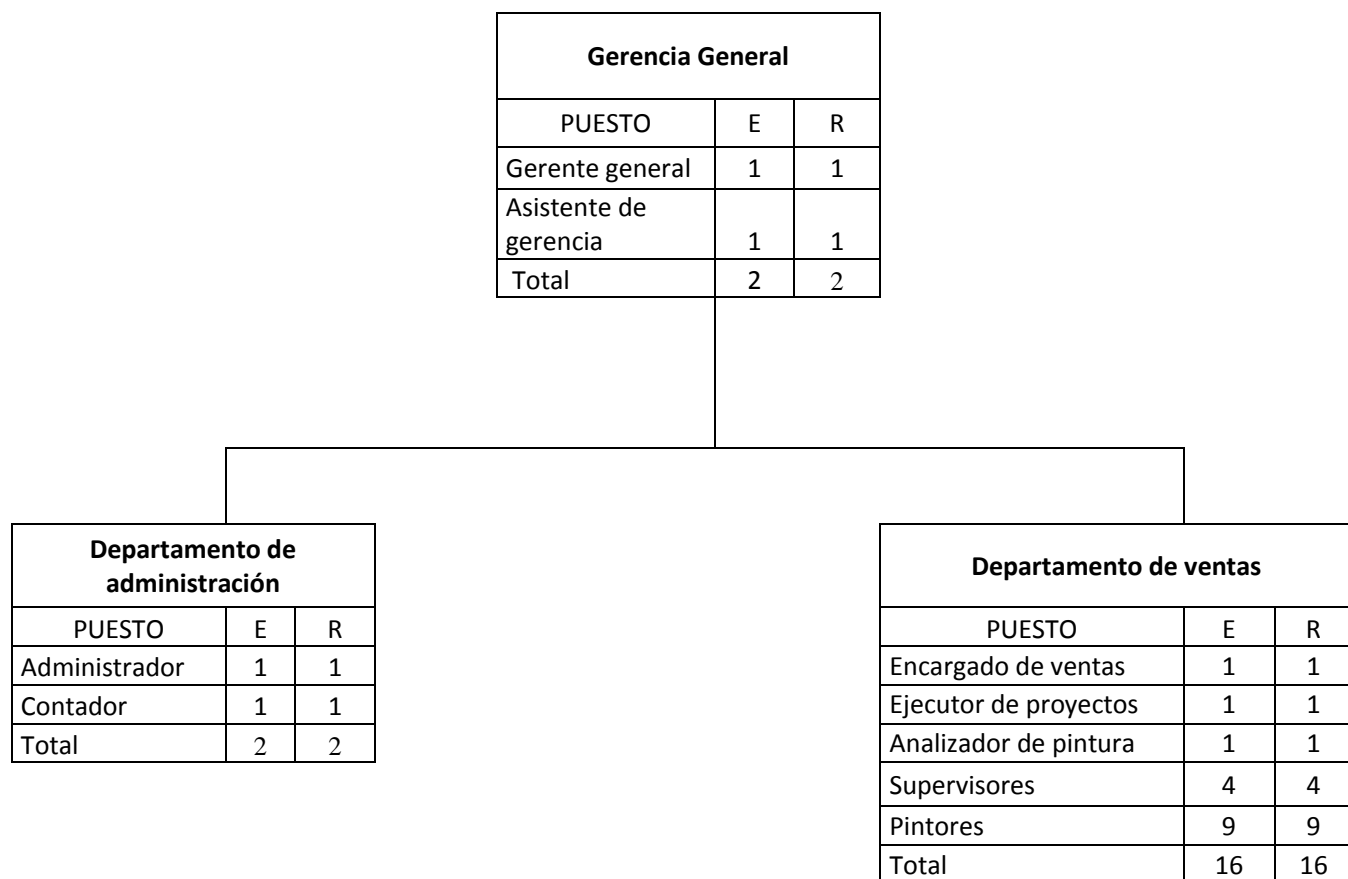 Gerencia General
PUESTO E R
Gerente general 1 1
Asistente de
gerencia 1 1
Total 2 2
Departamento de
administración
PUESTO E R
Administrador 1 1
Contador 1 1
Total 2 2
Departamento de ventas
PUESTO E R
Encargado de ventas 1 1
Ejecutor de proyectos 1 1
Analizador de pintura 1 1
Supervisores 4 4
Pintores 9 9
Total 16 16